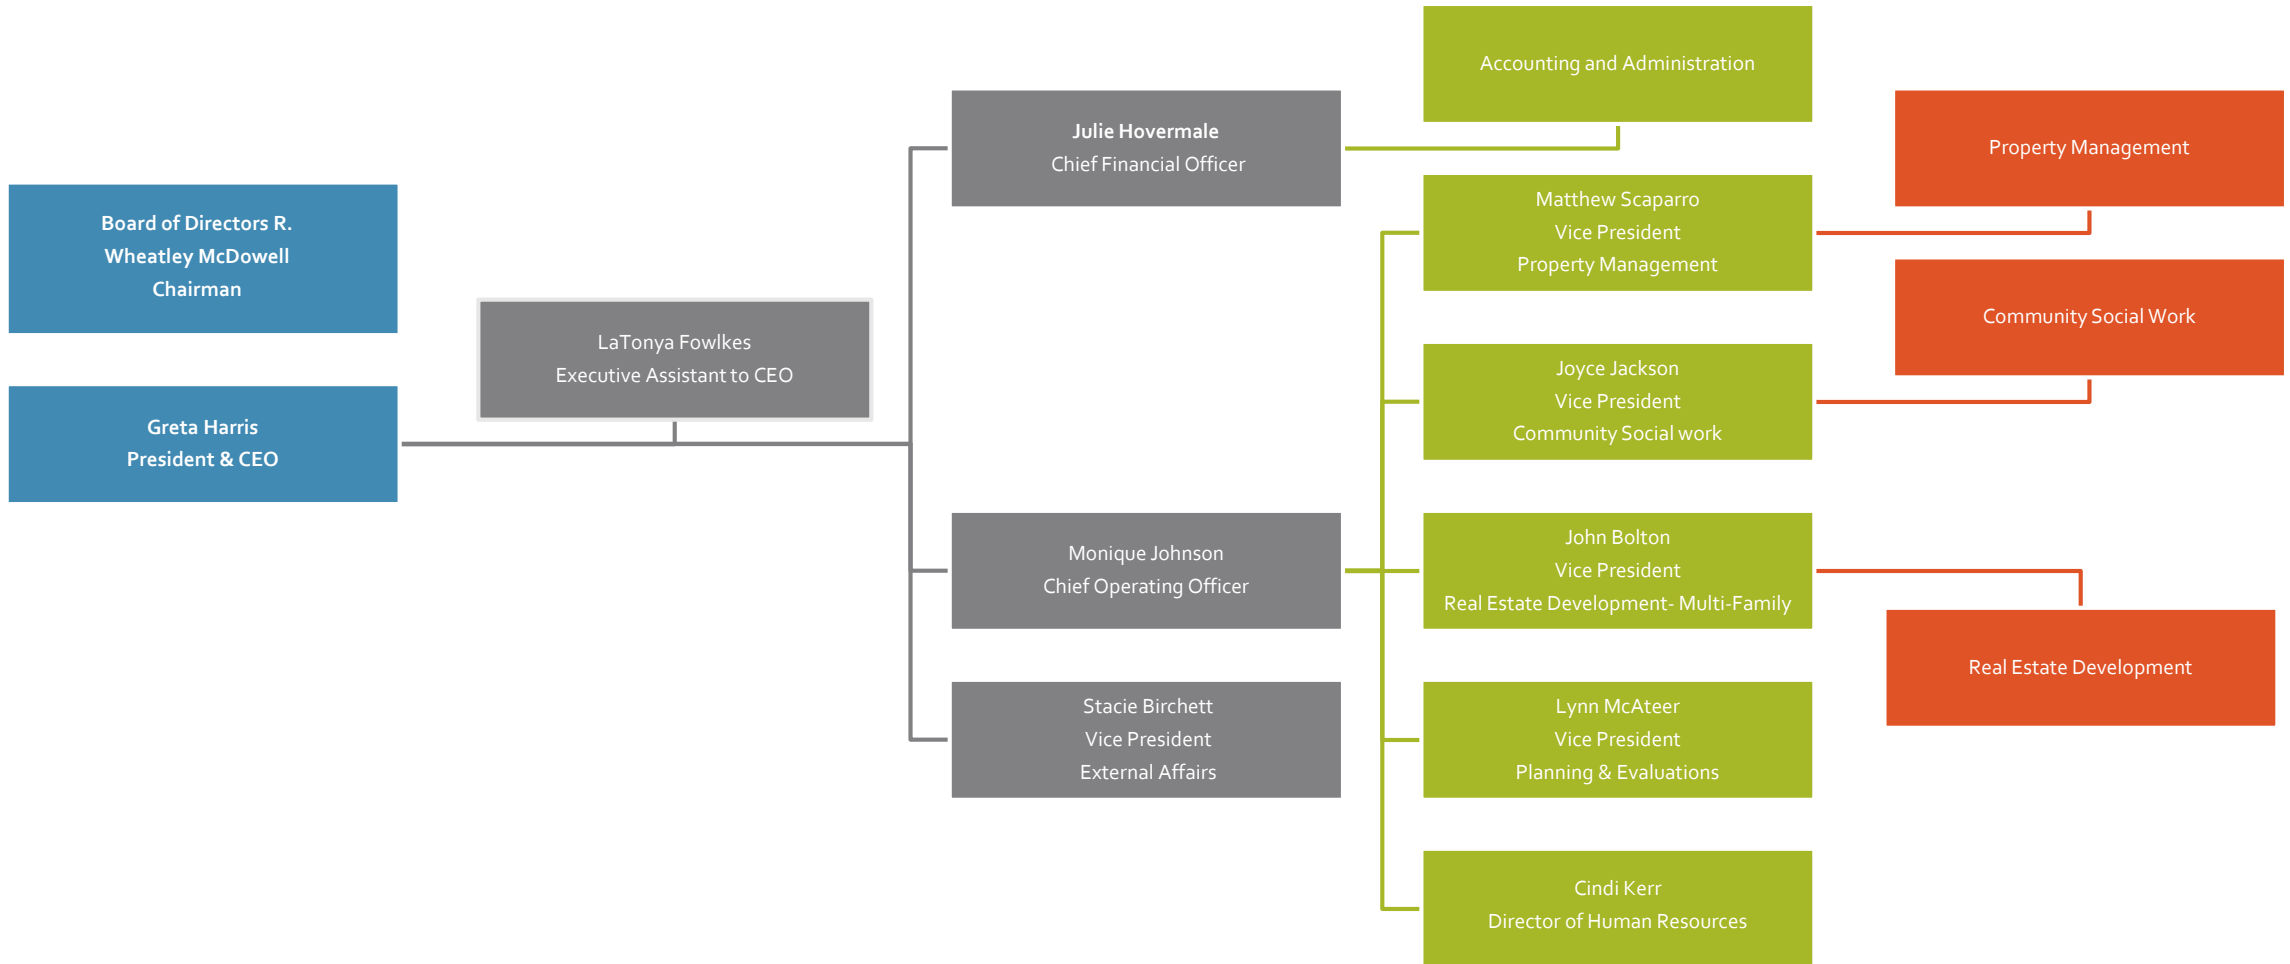 Board of Directors R.
Wheatley McDowell
Chairman
Greta Harris
President & CEO
LaTonya Fowlkes
Executive Assistant to CEO
Julie Hovermale
Chief Financial Officer
Monique Johnson
Chief Operating Officer
Stacie Birchett
Vice President
External Affairs
Accounting and Administration
Matthew Scaparro
Vice President
Property Management
Joyce Jackson
Vice President
Community Social work
John Bolton
Vice President
Real Estate Development- Multi-Family
Lynn McAteer
Vice President
Planning & Evaluations
Cindi Kerr
Director of Human Resources
Property Management
Community Social Work
Real Estate Development